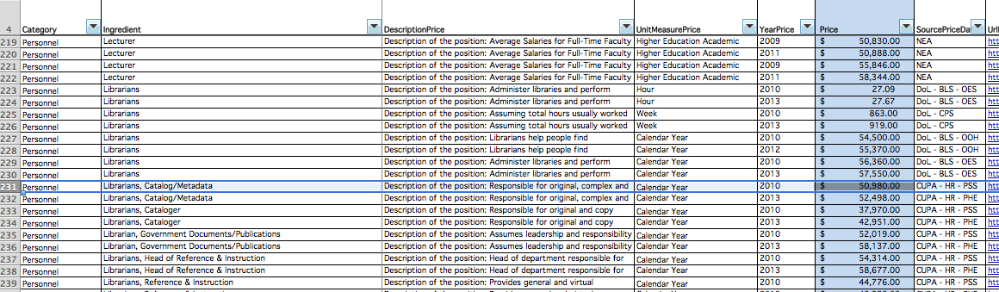 4 Category Ingredient DescriptionPrice UnitMeasurePrice YearPrice Price SourcePriceDat Url
219 Personnel Lecturer Description of the position: Average Salaries for Full-Time Faculty Higher Education Academic 2009 $ 50,830.00 NEA htt
220 Personnel Lecturer Description of the position: Average Salaries for Full-Time Faculty Higher Education Academic 2011 $ 50,888.00 NEA htt
221 Personnel Lecturer Description of the position: Average Salaries for Full-Time Faculty Higher Education Academic 2009 $ 55,846.00 NEA htt
222 Personnel Lecturer Description of the position: Average Salaries for Full-Time Faculty Higher Education Academic 2011 $ 58,344.00 NEA htt
223 Personnel Librarians Description of the position: Administer libraries and perform Hour 2010 $ 27.09 DoL - BLS - OES htt
224 Personnel Librarians Description of the position: Administer libraries and perform Hour 2013 $ 27.67 DoL - BLS - OES htt
225 Personnel Librarians Description of the position: Assuming total hours usually worked Week 2010 $ 863.00 DoL - CPS htt
226 Personnel Librarians Description of the position: Assuming total hours usually worked Week 2013 $ 919.00 DoL - CPS htt
227 Personnel Librarians Description of the position: Librarians help people find Calendar Year 2010 $ 54,500.00 DoL - BLS - OOH htt
228 Personnel Librarians Description of the position: Librarians help people find Calendar Year 2012 $ 55,370.00 DoL - BLS - OOH htt
229 Personnel Librarians Description of the position: Administer libraries and perform Calendar Year 2010 $ 56,360.00 DoL - BLS - OES htt
230 Personnel Librarians Description of the position: Administer libraries and perform Calendar Year 2013 $ 57,550.00 DoL - BLS - OES htt
231 Personnel Librarians, Catalog/Metadata Description of the position: Responsible for original, complex and Calendar Year 2010 $ 50,980.00 CUPA - HR - PSS htt
232 Personnel Librarians, Catalog/Metadata Description of the position: Responsible for original, complex and Calendar Year 2013 $ 52,498.00 CUPA - HR - PHE htt
233 Personnel Librarians, Cataloger Description of the position: Responsible for original and copy Calendar Year 2010 $ 37,970.00 CUPA - HR - PSS htt
234 Personnel Librarians, Cataloger Description of the position: Responsible for original and copy Calendar Year 2013 $ 42,951.00 CUPA - HR - PHE htt
235 Personnel Librarian, Government Documents/Publications Description of the position: Assumes leadership and responsibility Calendar Year 2010 $ 52,019.00 CUPA - HR - PSS htt
236 Personnel Librarian, Government Documents/Publications Description of the position: Assumes leadership and responsibility Calendar Year 2013 $ 58,137.00 CUPA - HR - PHE htt
237 Personnel Librarians, Head of Reference & Instruction Description of the position: Head of department responsible for Calendar Year 2010 $ 54,314.00 CUPA - HR - PSS htt
238 Personnel Librarians, Head of Reference & Instruction Description of the position: Head of department responsible for Calendar Year 2013 $ 58,677.00 CUPA - HR - PHE htt
239 Personnel Librarians, Reference & Instruction Description of the position: Provides general and virtual Calendar Year 2010 $ 44,776.00 CUPA - HR - PSS htt